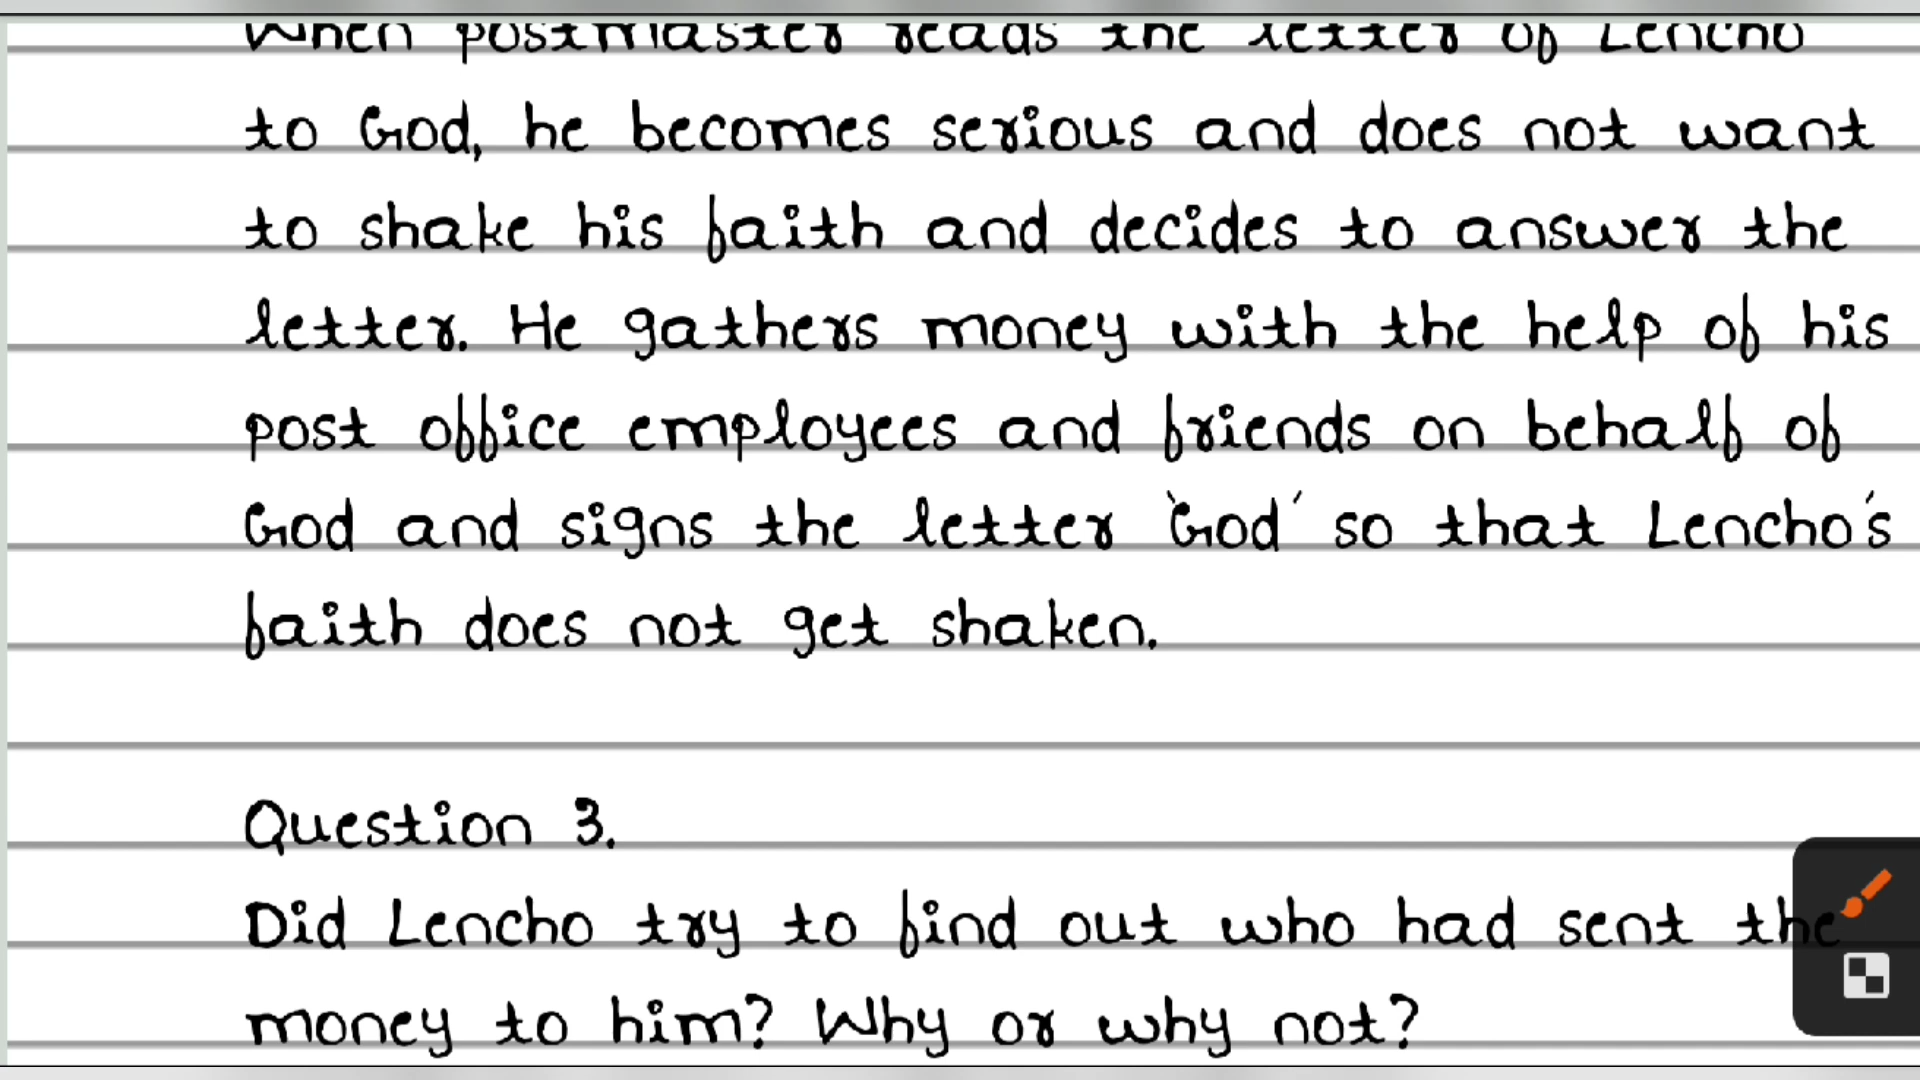 When postmaster reads the letter of Lencho
to God, he becomes serious and does not want
to shake his faith and decides to answer the
letter. He gathers money with the help of his
post office employees and friends on behalf of
God and signs the letter 'God' so that Lencho's
faith does not get shaken.
Question 3.
Did Lencho try to find out who had sent the
money to him? Why or why not?